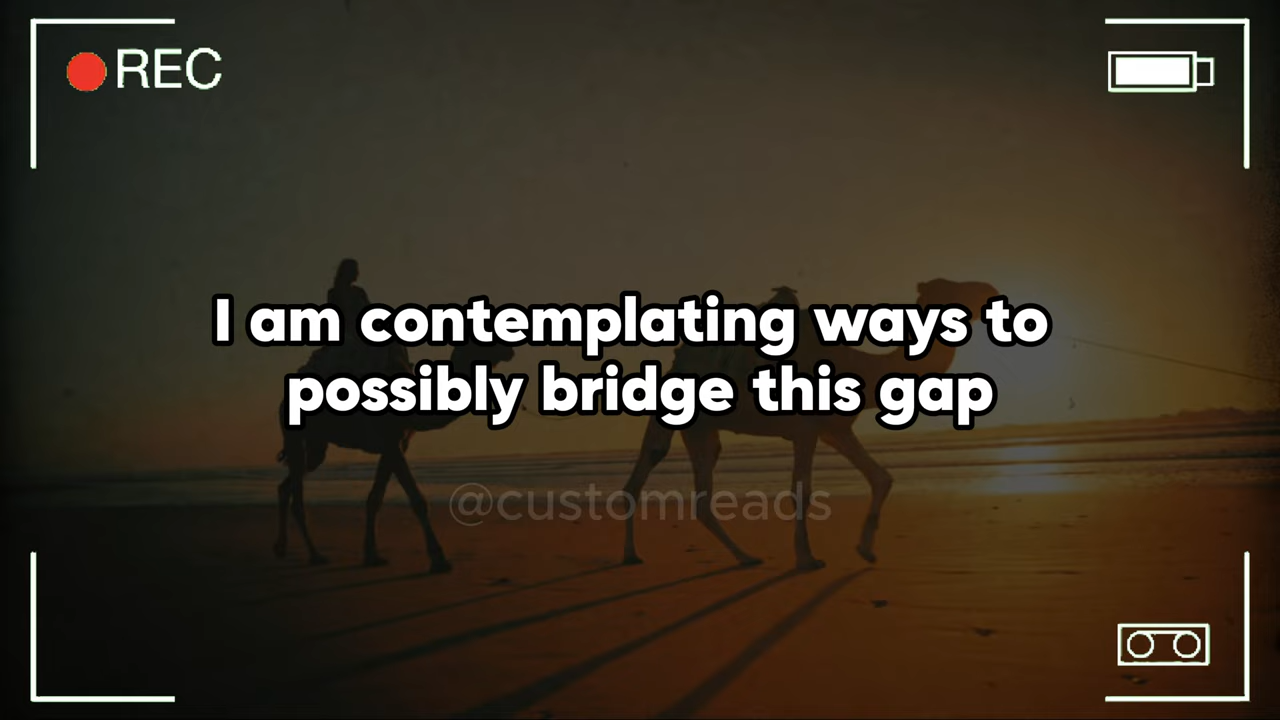 REC
I am contemplating ways to
possibly bridge this gap
@customreads